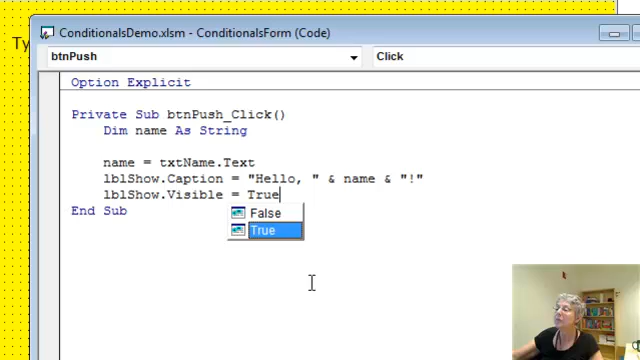 ConditionalsDemo.xlsm - ConditionalsForm (Code)
Ty
btnPush
Click
Option Explicit
Private Sub btnPush_Click()
Dim name As String
name = txtName.Text
lblShow.Caption = "Hello, " & name & "!"
lblShow.Visible = True
End Sub
False
True